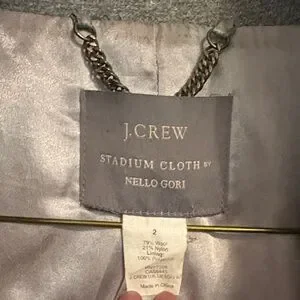 J.CREW
STADIUM CLOTH BY
NELLO GORI
2
79% Wool
21% Nylon
Lining:
100% Polyester
Made in China